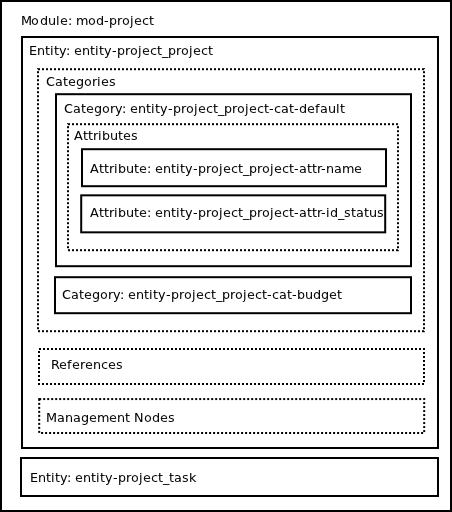 Module: mod-project
Entity: entity-project_project
Categories
Category: entity-project_project-cat-default
Attributes
Attribute: entity-project_project-attr-name
Attribute: entity-project_project-attr-id_status
Category: entity-project_project-cat-budget
References
Management Nodes
Entity: entity-project_task